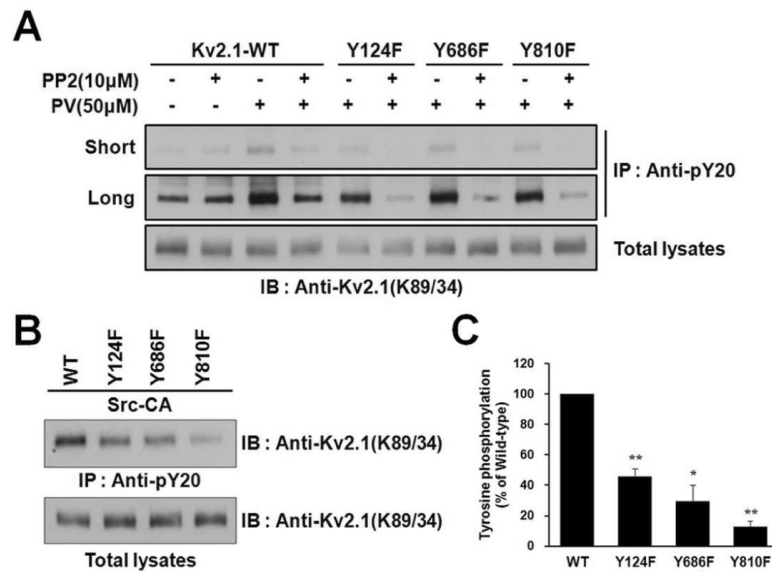 A
Kv2.1-WT Y124F Y686F Y810F
PP2(10μM) - + - + - + - + - +
PV(50μM) - - + + + + + + + +
Short
Long
IP : Anti-pY20
Total lysates
IB : Anti-Kv2.1(K89/34)
B
WT Y124F Y686F Y810F
Src-CA
IB : Anti-Kv2.1(K89/34)
IP : Anti-pY20
IB : Anti-Kv2.1(K89/34)
Total lysates
C
Tyrosine phosphorylation
(% of Wild-type)
120
100
80
60
40
20
0
** * **
WT Y124F Y686F Y810F